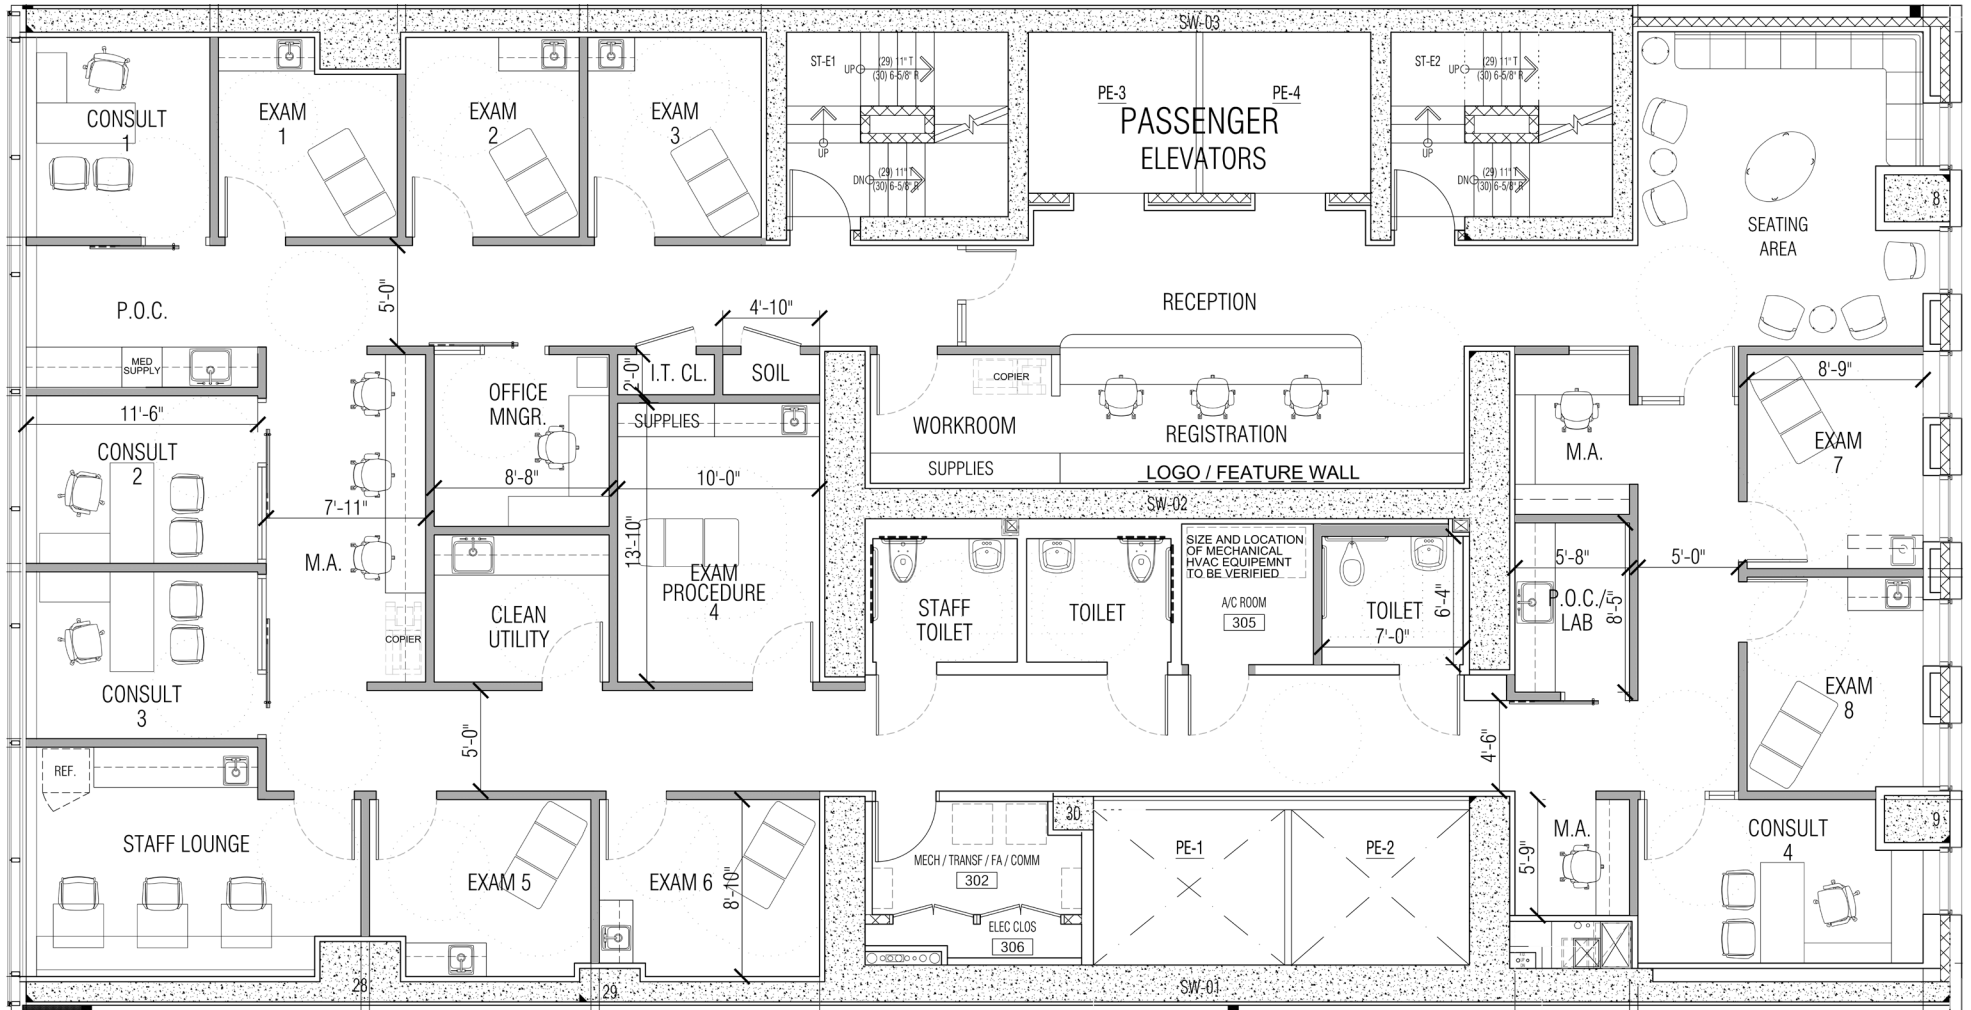 SW-03
CONSULT
1
EXAM
1
EXAM
2
EXAM
3
ST-E1
UP
(29) 11" T
(30) 6-5/8" R
UP
DN
(29) 11" T
(30) 6-5/8" R
PE-3
PE-4
PASSENGER
ELEVATORS
ST-E2
UP
(29) 11" T
(30) 6-5/8" R
UP
DN
(29) 11" T
(30) 6-5/8" R
8
SEATING
AREA
P.O.C.
5'-0"
4'-10"
RECEPTION
MED
SUPPLY
OFFICE
MNGR.
2'-0"
I.T. CL.
SOIL
COPIER
8'-9"
11'-6"
SUPPLIES
WORKROOM
REGISTRATION
M.A.
EXAM
7
CONSULT
2
8'-8"
10'-0"
SUPPLIES
LOGO / FEATURE WALL
7'-11"
SW-02
13'-10"
M.A.
EXAM
PROCEDURE
4
SIZE AND LOCATION
OF MECHANICAL
HVAC EQUIPEMNT
TO BE VERIFIED
5'-8"
5'-0"
CLEAN
UTILITY
STAFF
TOILET
TOILET
A/C ROOM
305
TOILET
6'-4"
7'-0"
P.O.C./
LAB
8'-5"
COPIER
CONSULT
3
EXAM
8
5'-0"
4'-6"
REF.
STAFF LOUNGE
30
M.A.
CONSULT
4
9
EXAM 5
EXAM 6
8'-10"
MECH / TRANSF / FA / COMM
302
PE-1
PE-2
5'-9"
ELEC CLOS
306
28
29
SW-01